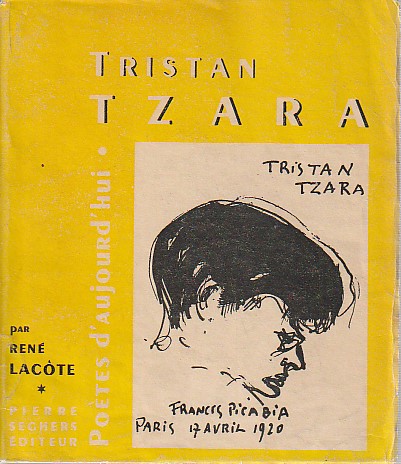 TRISTAN
TZARA
POÈTES d'aujourd'hui •
TRISTAN
TZARA
FRANCIS PICABIA
PARIS 17 AVRIL 1920
par
RENÉ
LACÔTE
*
PIERRE
SEGHERS
ÉDITEUR